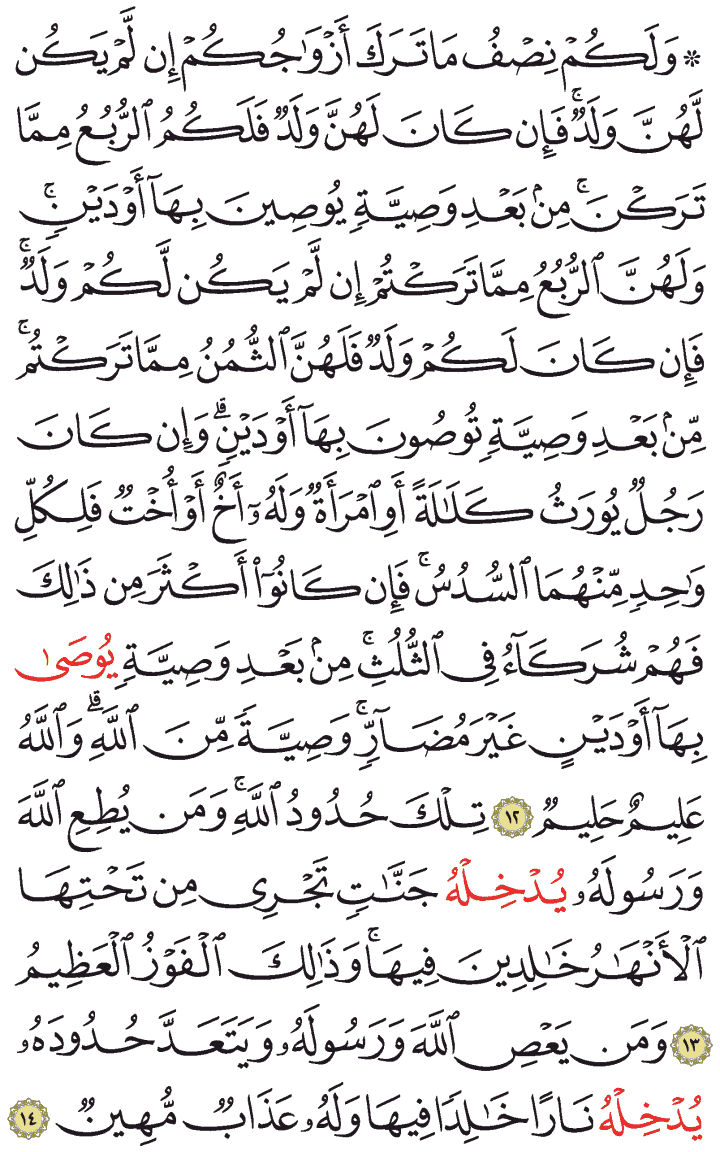 ۞ وَلَكُمْ نِصْفُ مَا تَرَكَ أَزْوَٰجُكُمْ إِن لَّمْ يَكُن
لَّهُنَّ وَلَدٌۚ فَإِن كَانَ لَهُنَّ وَلَدٌ فَلَكُمُ ٱلرُّبُعُ مِمَّا
تَرَكْنَۚ مِنۢ بَعْدِ وَصِيَّةٍ يُوصِينَ بِهَآ أَوْ دَيْنٍۚ
وَلَهُنَّ ٱلرُّبُعُ مِمَّا تَرَكْتُمْ إِن لَّمْ يَكُن لَّكُمْ وَلَدٌۚ
فَإِن كَانَ لَكُمْ وَلَدٌ فَلَهُنَّ ٱلثُّمُنُ مِمَّا تَرَكْتُمۚ
مِّنۢ بَعْدِ وَصِيَّةٍ تُوصُونَ بِهَآ أَوْ دَيْنٍۗ وَإِن كَانَ
رَجُلٌ يُورَثُ كَلَٰلَةً أَوِ ٱمْرَأَةٌ وَلَهُۥٓ أَخٌ أَوْ أُخْتٌ فَلِكُلِّ
وَٰحِدٍ مِّنْهُمَا ٱلسُّدُسُۚ فَإِن كَانُوٓا۟ أَكْثَرَ مِن ذَٰلِكَ
فَهُمْ شُرَكَآءُ فِى ٱلثُّلُثِۚ مِنۢ بَعْدِ وَصِيَّةٍ يُوصَىٰ
بِهَآ أَوْ دَيْنٍ غَيْرَ مُضَآرٍّۚ وَصِيَّةً مِّنَ ٱللَّهِۗ وَٱللَّهُ
عَلِيمٌ حَلِيمٌ ١٢ تِلْكَ حُدُودُ ٱللَّهِۚ وَمَن يُطِعِ ٱللَّهَ
وَرَسُولَهُۥ يُدْخِلْهُ جَنَّٰتٍ تَجْرِى مِن تَحْتِهَا
ٱلْأَنْهَٰرُ خَٰلِدِينَ فِيهَاۚ وَذَٰلِكَ ٱلْفَوْزُ ٱلْعَظِيمُ
١٣ وَمَن يَعْصِ ٱللَّهَ وَرَسُولَهُۥ وَيَتَعَدَّ حُدُودَهُۥ
يُدْخِلْهُ نَارًا خَٰلِدًا فِيهَا وَلَهُۥ عَذَابٌ مُّهِينٌ ١٤